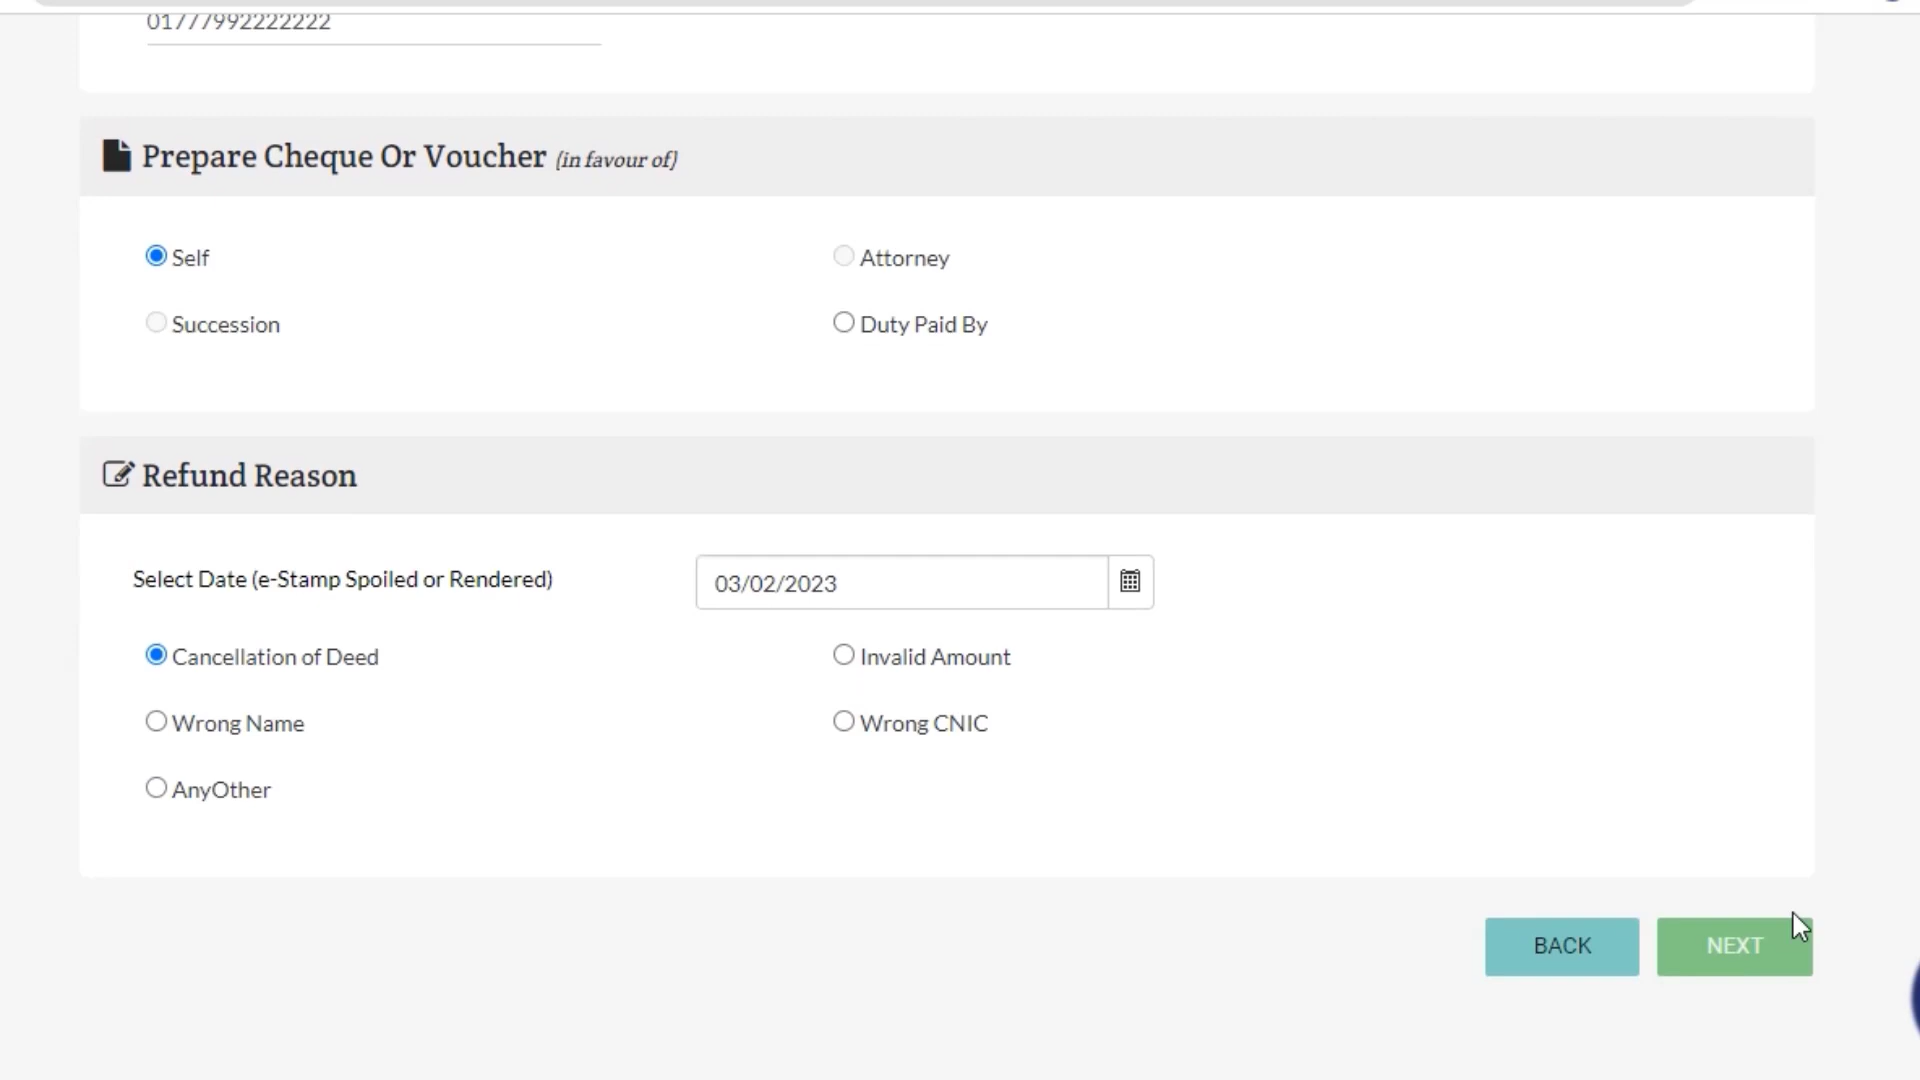 01777992222222
Prepare Cheque Or Voucher (in favour of)
Self
Attorney
Succession
Duty Paid By
Refund Reason
Select Date (e-Stamp Spoiled or Rendered)
03/02/2023
Cancellation of Deed
Invalid Amount
Wrong Name
Wrong CNIC
AnyOther
BACK
NEXT